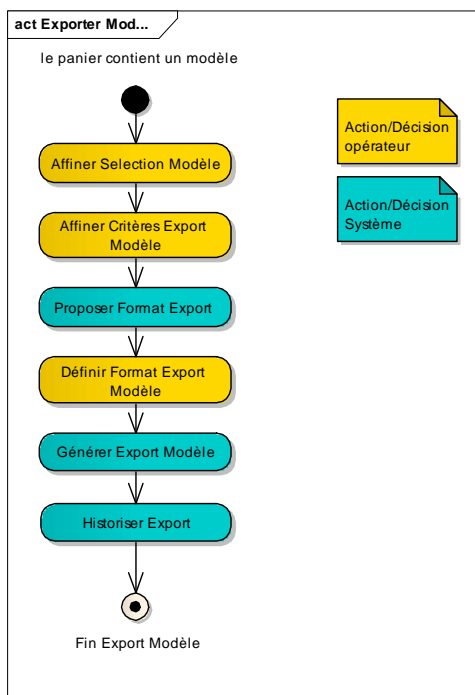 act Exporter Mod...
le panier contient un modèle
Affiner Selection Modèle
Affiner Critères Export
Modèle
Proposer Format Export
Définir Format Export
Modèle
Générer Export Modèle
Historiser Export
Fin Export Modèle
Action/Décision
opérateur
Action/Décision
Système